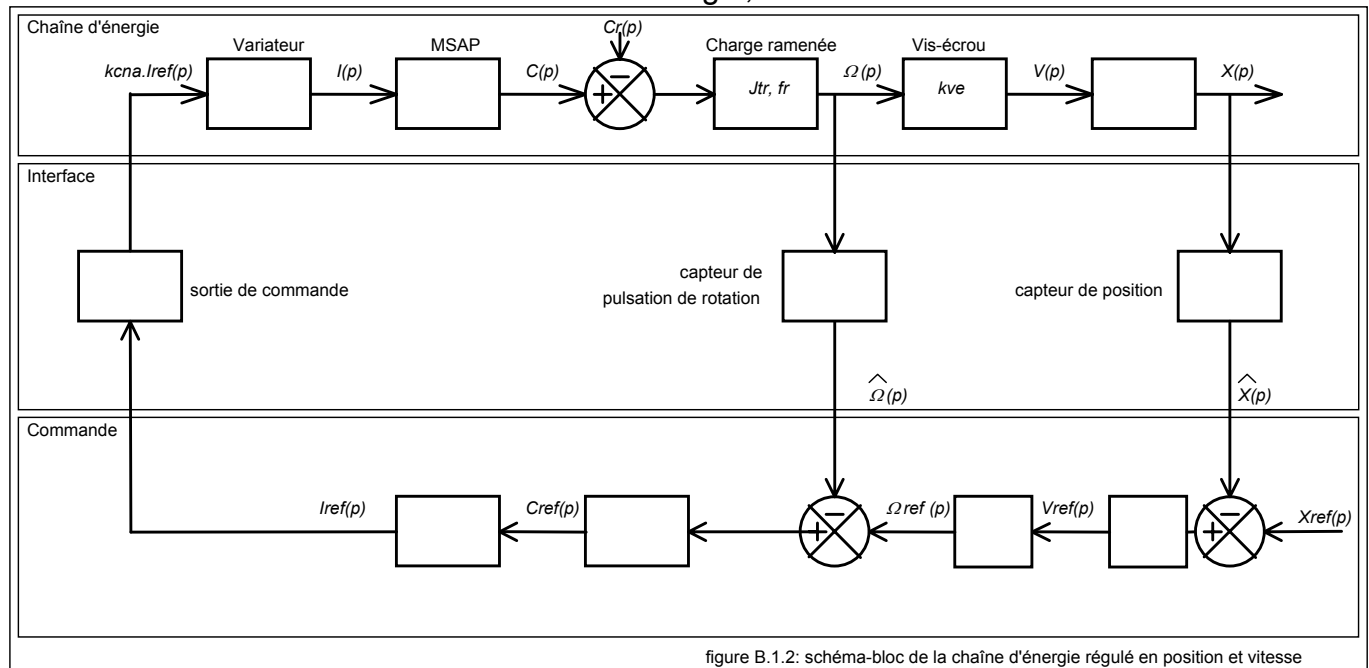 Chaîne d'énergie
Variateur
MSAP
Cr(p)
Charge ramenée
Vis-écrou
kcna.Iref(p)
I(p)
C(p)
Ω(p)
V(p)
X(p)
+
−
Jtr, fr
kve
Interface
sortie de commande
capteur de
pulsation de rotation
capteur de position
Ω̂(p)
X̂(p)
Commande
Iref(p)
Cref(p)
+
−
Ωref (p)
Vref(p)
+
−
Xref(p)
figure B.1.2: schéma-bloc de la chaîne d'énergie régulé en position et vitesse